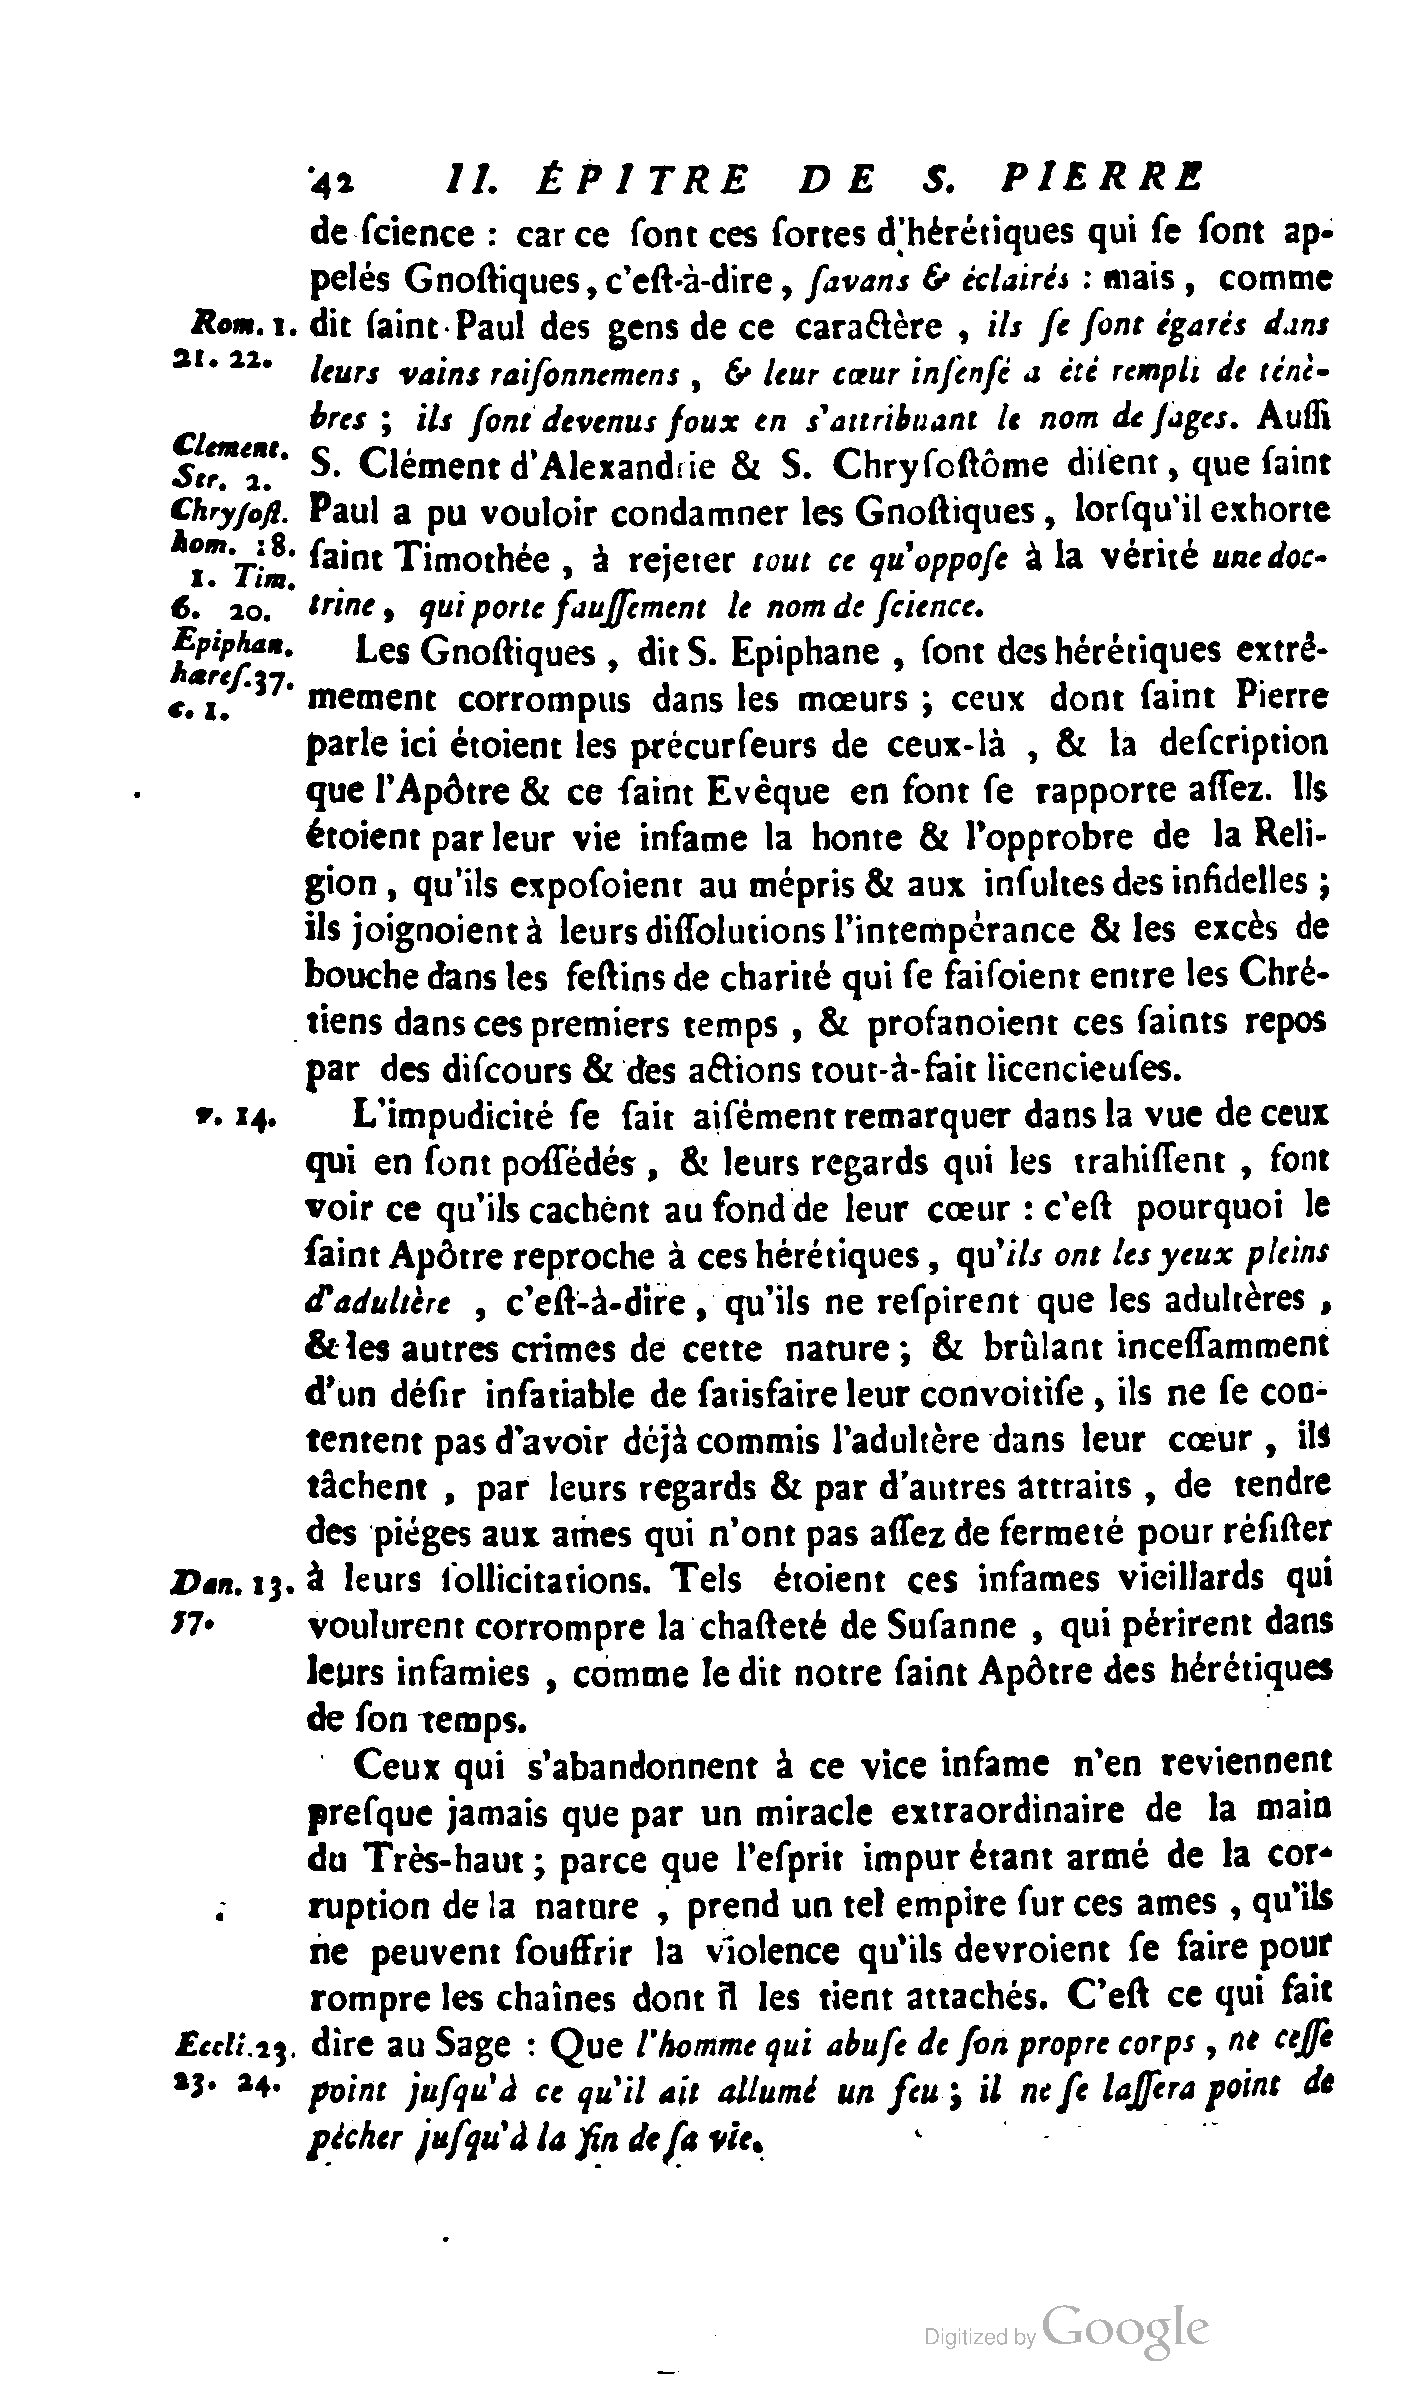 42 II. ÉPITRE DE S. PIERRE
de ſcience : car ce ſont ces ſortes d'hérétiques qui ſe ſont ap-
pelés Gnoſtiques, c'eſt-à-dire, ſavans & éclairés : mais, comme
Rom. 1. dit ſaint Paul des gens de ce caractère, ils ſe ſont égarés dans
21. 22. leurs vains raiſonnemens, & leur cœur inſenſé a été rempli de ténè-
bres ; ils ſont devenus foux en s'attribuant le nom de ſages. Auſſi
Clement. S. Clément d'Alexandrie & S. Chryſoſtôme diſent, que ſaint
Str. 2.
Chryſoſt. Paul a pu vouloir condamner les Gnoſtiques, lorſqu'il exhorte
hom. 18. ſaint Timothée, à rejeter tout ce qu'oppoſe à la vérité une doc-
1. Tim.
6. 20. trine, qui porte fauſſement le nom de ſcience.
Epiphan. Les Gnoſtiques, dit S. Epiphane, ſont des hérétiques extrê-
hæreſ. 37.
c. 1. mement corrompus dans les mœurs ; ceux dont ſaint Pierre
parle ici étoient les précurſeurs de ceux-là, & la deſcription
que l'Apôtre & ce ſaint Evêque en font ſe rapporte aſſez. Ils
étoient par leur vie infame la honte & l'opprobre de la Reli-
gion, qu'ils expoſoient au mépris & aux inſultes des infidelles ;
ils joignoient à leurs diſſolutions l'intempérance & les excès de
bouche dans les feſtins de charité qui ſe faiſoient entre les Chré-
tiens dans ces premiers temps, & profanoient ces ſaints repos
par des diſcours & des actions tout-à-fait licencieuſes.
v. 14. L'impudicité ſe fait aiſément remarquer dans la vue de ceux
qui en ſont poſſédés, & leurs regards qui les trahiſſent, font
voir ce qu'ils cachent au fond de leur cœur : c'eſt pourquoi le
ſaint Apôtre reproche à ces hérétiques, qu'ils ont les yeux pleins
d'adultère, c'eſt-à-dire, qu'ils ne reſpirent que les adultères,
& les autres crimes de cette nature ; & brûlant inceſſamment
d'un déſir inſatiable de ſatisfaire leur convoitiſe, ils ne ſe con-
tentent pas d'avoir déjà commis l'adultère dans leur cœur, ils
tâchent, par leurs regards & par d'autres attraits, de tendre
des piéges aux ames qui n'ont pas aſſez de fermeté pour réſiſter
Dan. 13. à leurs ſollicitations. Tels étoient ces infames vieillards qui
57. voulurent corrompre la chaſteté de Suſanne, qui périrent dans
leurs infamies, comme le dit notre ſaint Apôtre des hérétiques
de ſon temps.
Ceux qui s'abandonnent à ce vice infame n'en reviennent
preſque jamais que par un miracle extraordinaire de la main
du Très-haut ; parce que l'eſprit impur étant armé de la cor-
ruption de la nature, prend un tel empire ſur ces ames, qu'ils
ne peuvent ſouffrir la violence qu'ils devroient ſe faire pour
rompre les chaînes dont il les tient attachés. C'eſt ce qui fait
Eccli. 23. dire au Sage : Que l'homme qui abuſe de ſon propre corps, ne ceſſe
23. 24. point juſqu'à ce qu'il ait allumé un feu ; il ne ſe laſſera point de
pécher juſqu'à la fin de ſa vie.
Digitized by Google